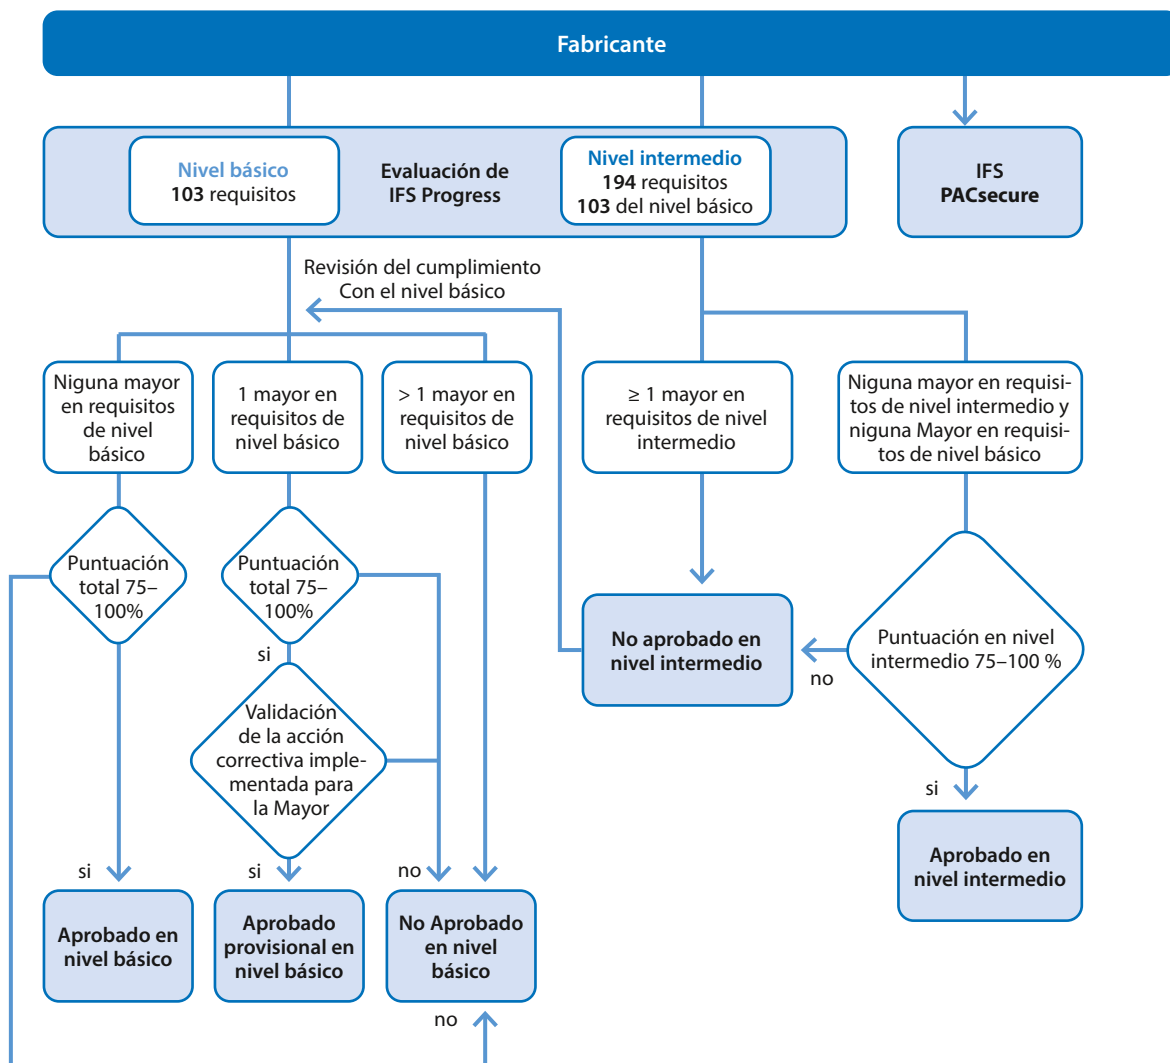 Fabricante
Nivel básico
103 requisitos
Evaluación de
IFS Progress
Nivel intermedio
194 requisitos
103 del nivel básico
IFS
PACsecure
Revisión del cumplimiento
Con el nivel básico
Niguna mayor
en requisitos
de nivel
básico
1 mayor en
requisitos de
nivel básico
> 1 mayor en
requisitos de
nivel básico
≥ 1 mayor en
requisitos de nivel
intermedio
Niguna mayor en requisi-
tos de nivel intermedio y
niguna Mayor en requisi-
tos de nivel básico
Puntuación
total 75–
100%
Puntuación
total 75–
100%
si
No aprobado en
nivel intermedio
no
Puntuación en nivel
intermedio 75–100 %
Validación
de la acción
correctiva imple-
mentada para
la Mayor
si
si
si
no
Aprobado en
nivel intermedio
Aprobado en
nivel básico
Aprobado
provisional en
nivel básico
No Aprobado
en nivel
básico
no